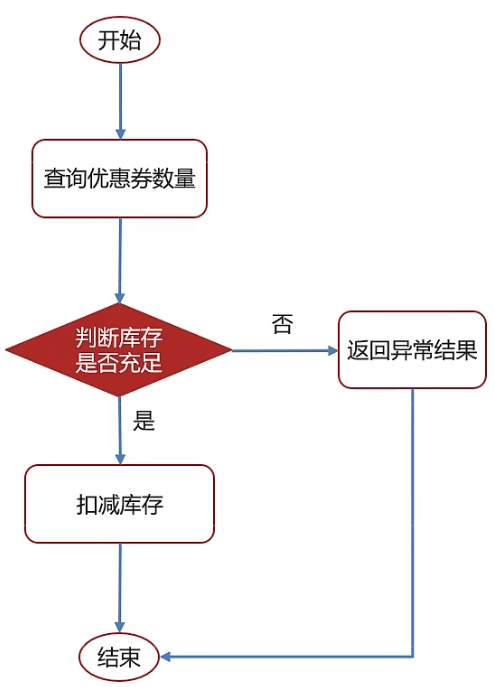 开始
查询优惠券数量
判断库存
是否充足
否
返回异常结果
是
扣减库存
结束